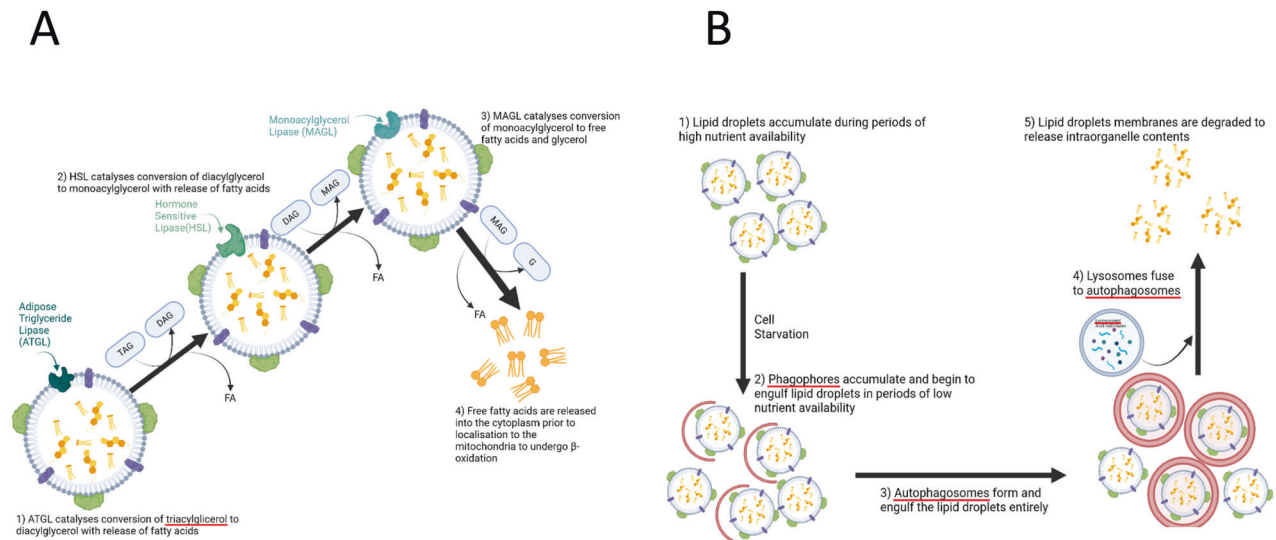 A
Monoacylglycerol
Lipase (MAGL)
3) MAGL catalyses conversion
of monoacylglycerol to free
fatty acids and glycerol
2) HSL catalyses conversion of diacylglycerol
to monoacylglycerol with release of fatty acids
Hormone
Sensitive
Lipase(HSL)
DAG
MAG
FA
MAG
G
FA
Adipose
Triglyceride
Lipase
(ATGL)
TAG
DAG
FA
4) Free fatty acids are released
into the cytoplasm prior to
localisation to the
mitochondria to undergo β-
oxidation
1) ATGL catalyses conversion of triacylglicerol to
diacylglycerol with release of fatty acids
B
1) Lipid droplets accumulate during periods of
high nutrient availability
Cell
Starvation
2) Phagophores accumulate and begin to
engulf lipid droplets in periods of low
nutrient availability
3) Autophagosomes form and
engulf the lipid droplets entirely
4) Lysosomes fuse
to autophagosomes
5) Lipid droplets membranes are degraded to
release intraorganelle contents